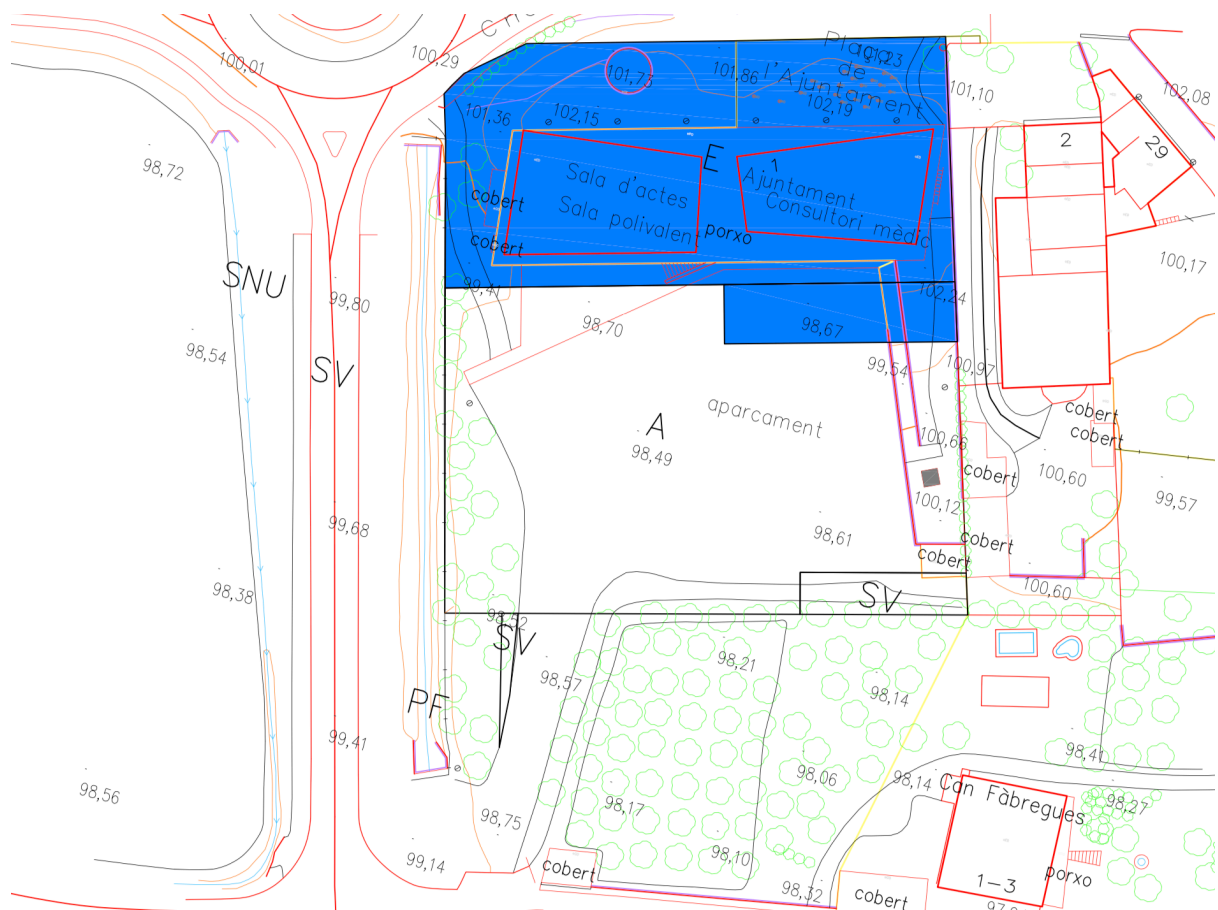 100,01
100,29
Plaça
de
l'Ajuntament
101,73
101,86
101,10
102,08
102,15
102,19
101,36
98,72
E
1
2
29
Sala d'actes
Sala polivalent
Ajuntament
Consultori mèdic
porxo
cobert
cobert
SNU
99,80
99,41
98,70
98,67
102,24
100,17
98,54
SV
99,54
100,97
aparcament
A
98,49
cobert
cobert
100,66
cobert
100,60
100,12
99,57
99,68
98,61
cobert
cobert
98,38
100,60
SV
98,52
SV
98,57
98,21
98,14
PF
99,41
98,41
98,06
98,14
Can Fàbregues
98,56
98,17
98,27
98,75
99,14
98,10
cobert
98,32
cobert
1-3
porxo